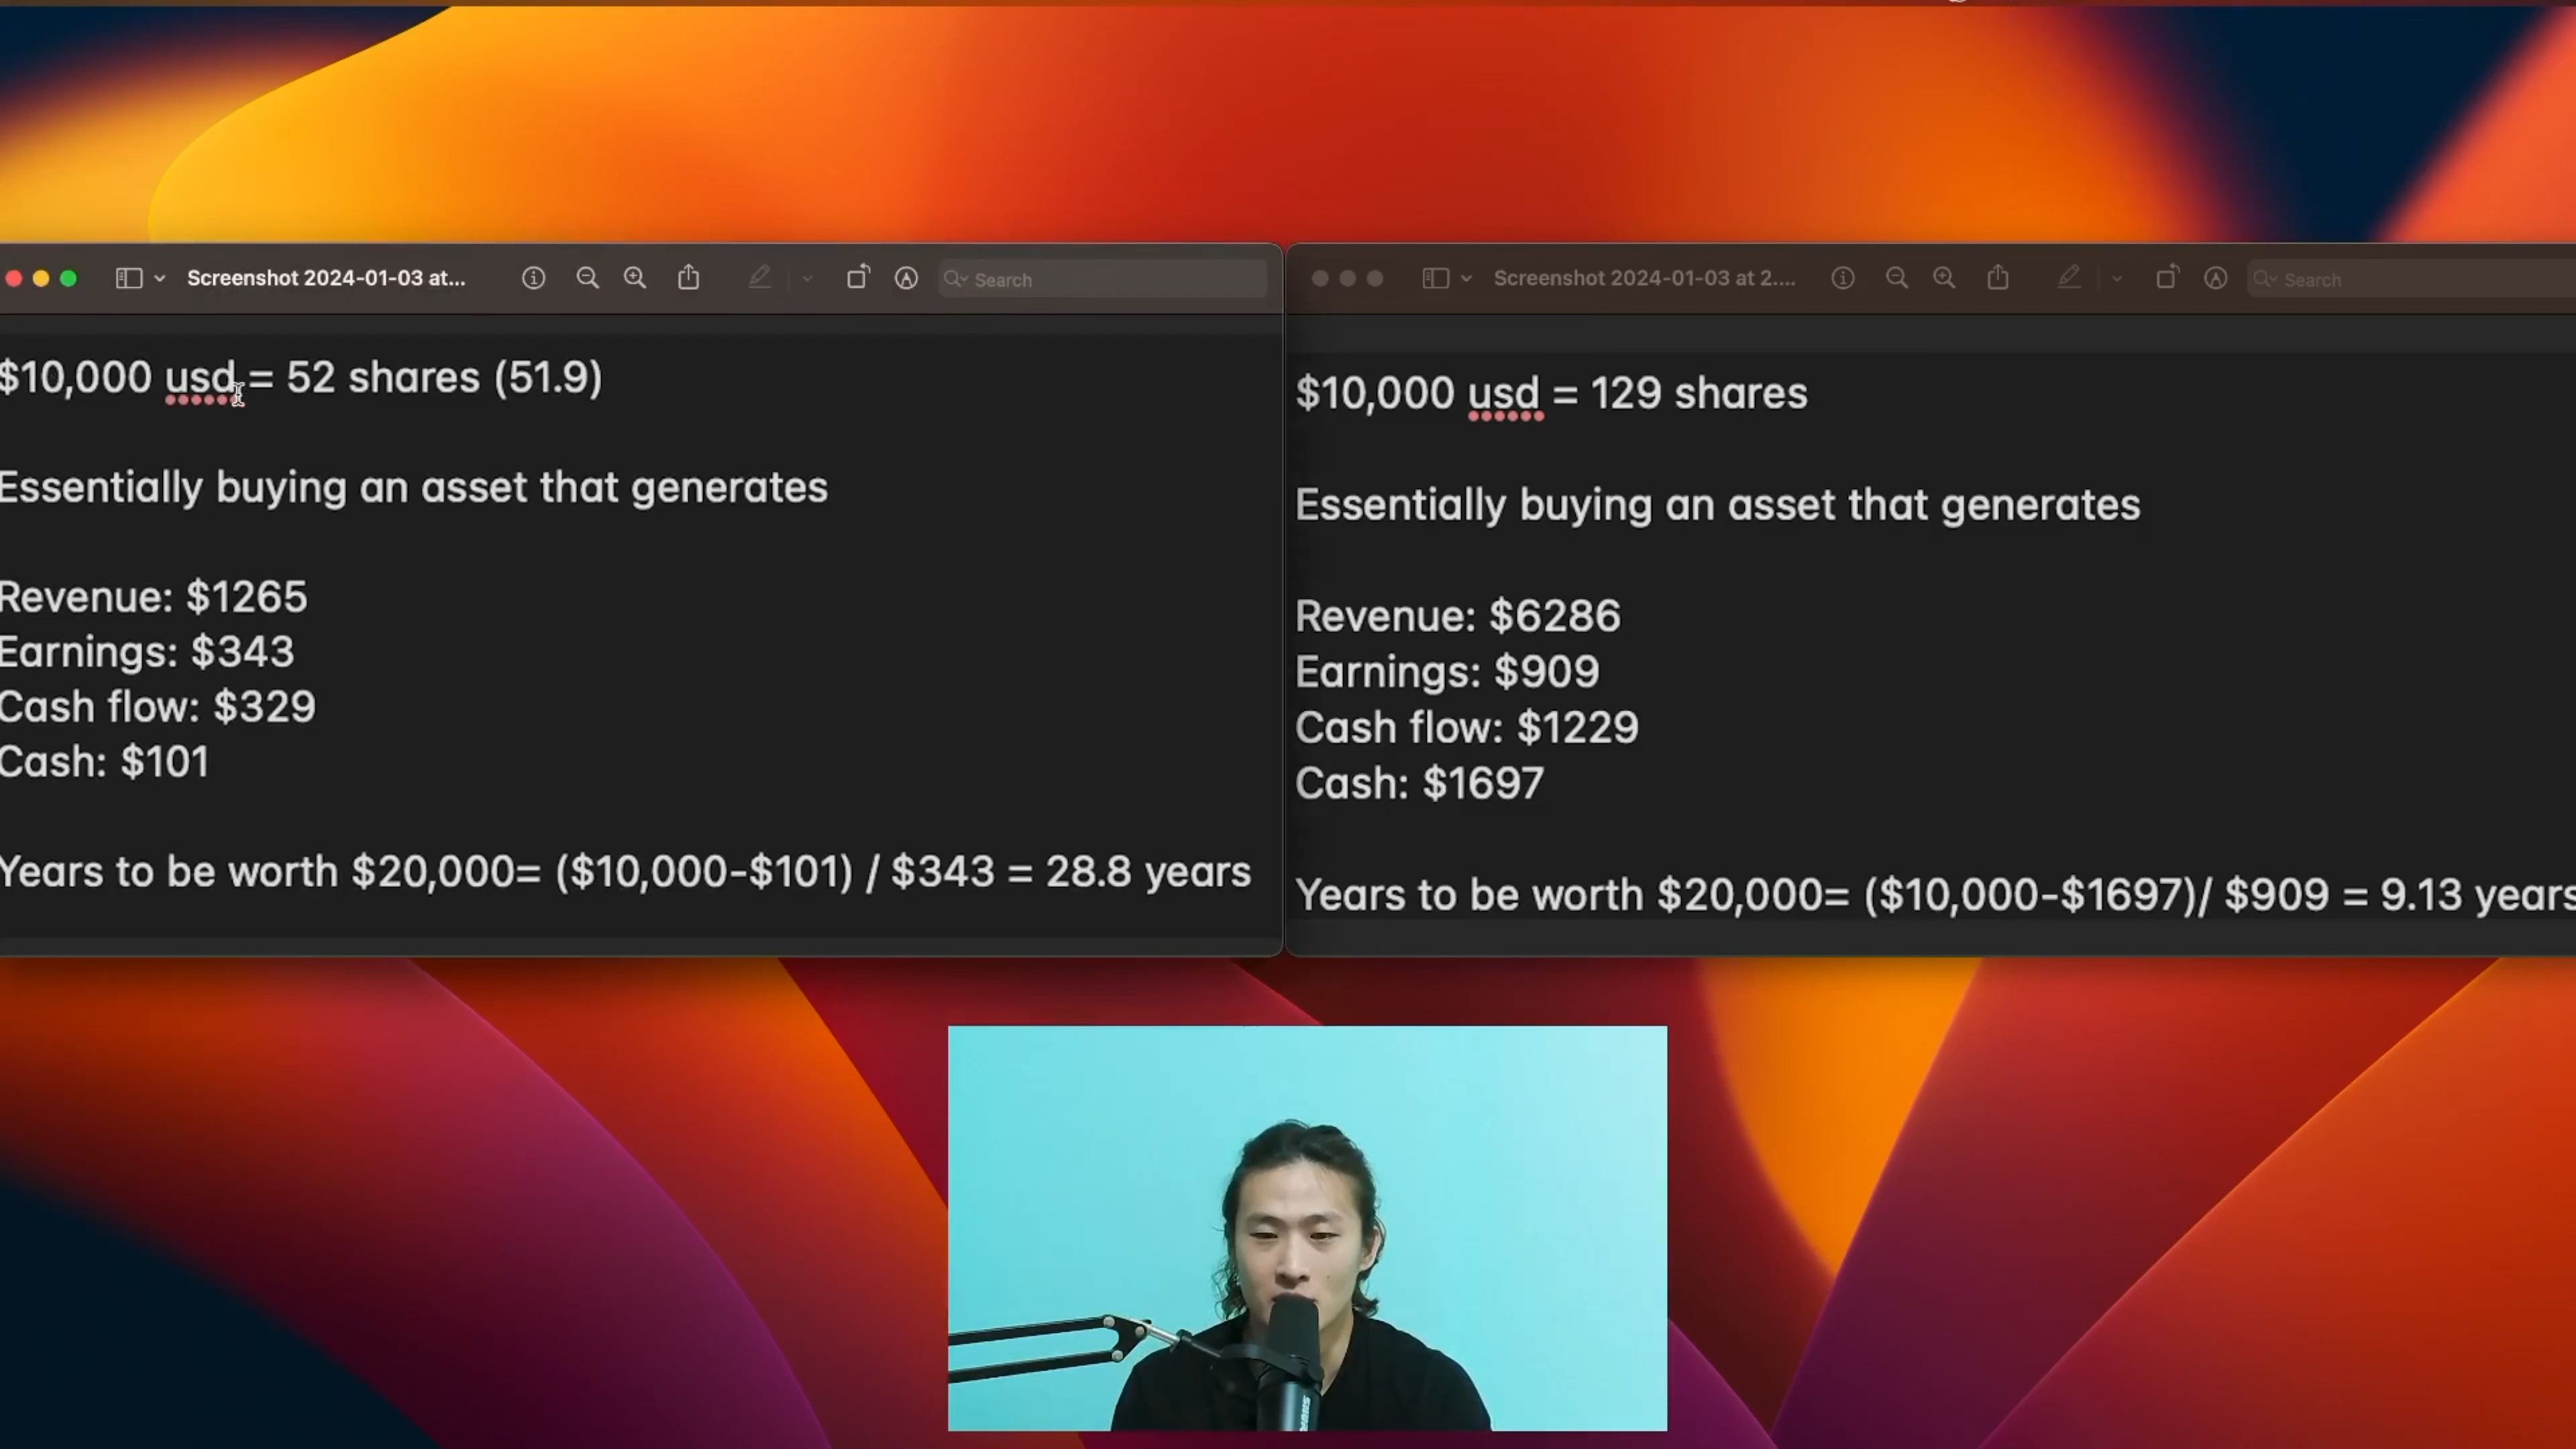 Screenshot 2024-01-03 at...
Search
$10,000 usd = 52 shares (51.9)
Essentially buying an asset that generates
Revenue: $1265
Earnings: $343
Cash flow: $329
Cash: $101
Years to be worth $20,000= ($10,000-$101) / $343 = 28.8 years
Screenshot 2024-01-03 at 2....
Search
$10,000 usd = 129 shares
Essentially buying an asset that generates
Revenue: $6286
Earnings: $909
Cash flow: $1229
Cash: $1697
Years to be worth $20,000= ($10,000-$1697)/ $909 = 9.13 years
SHURE